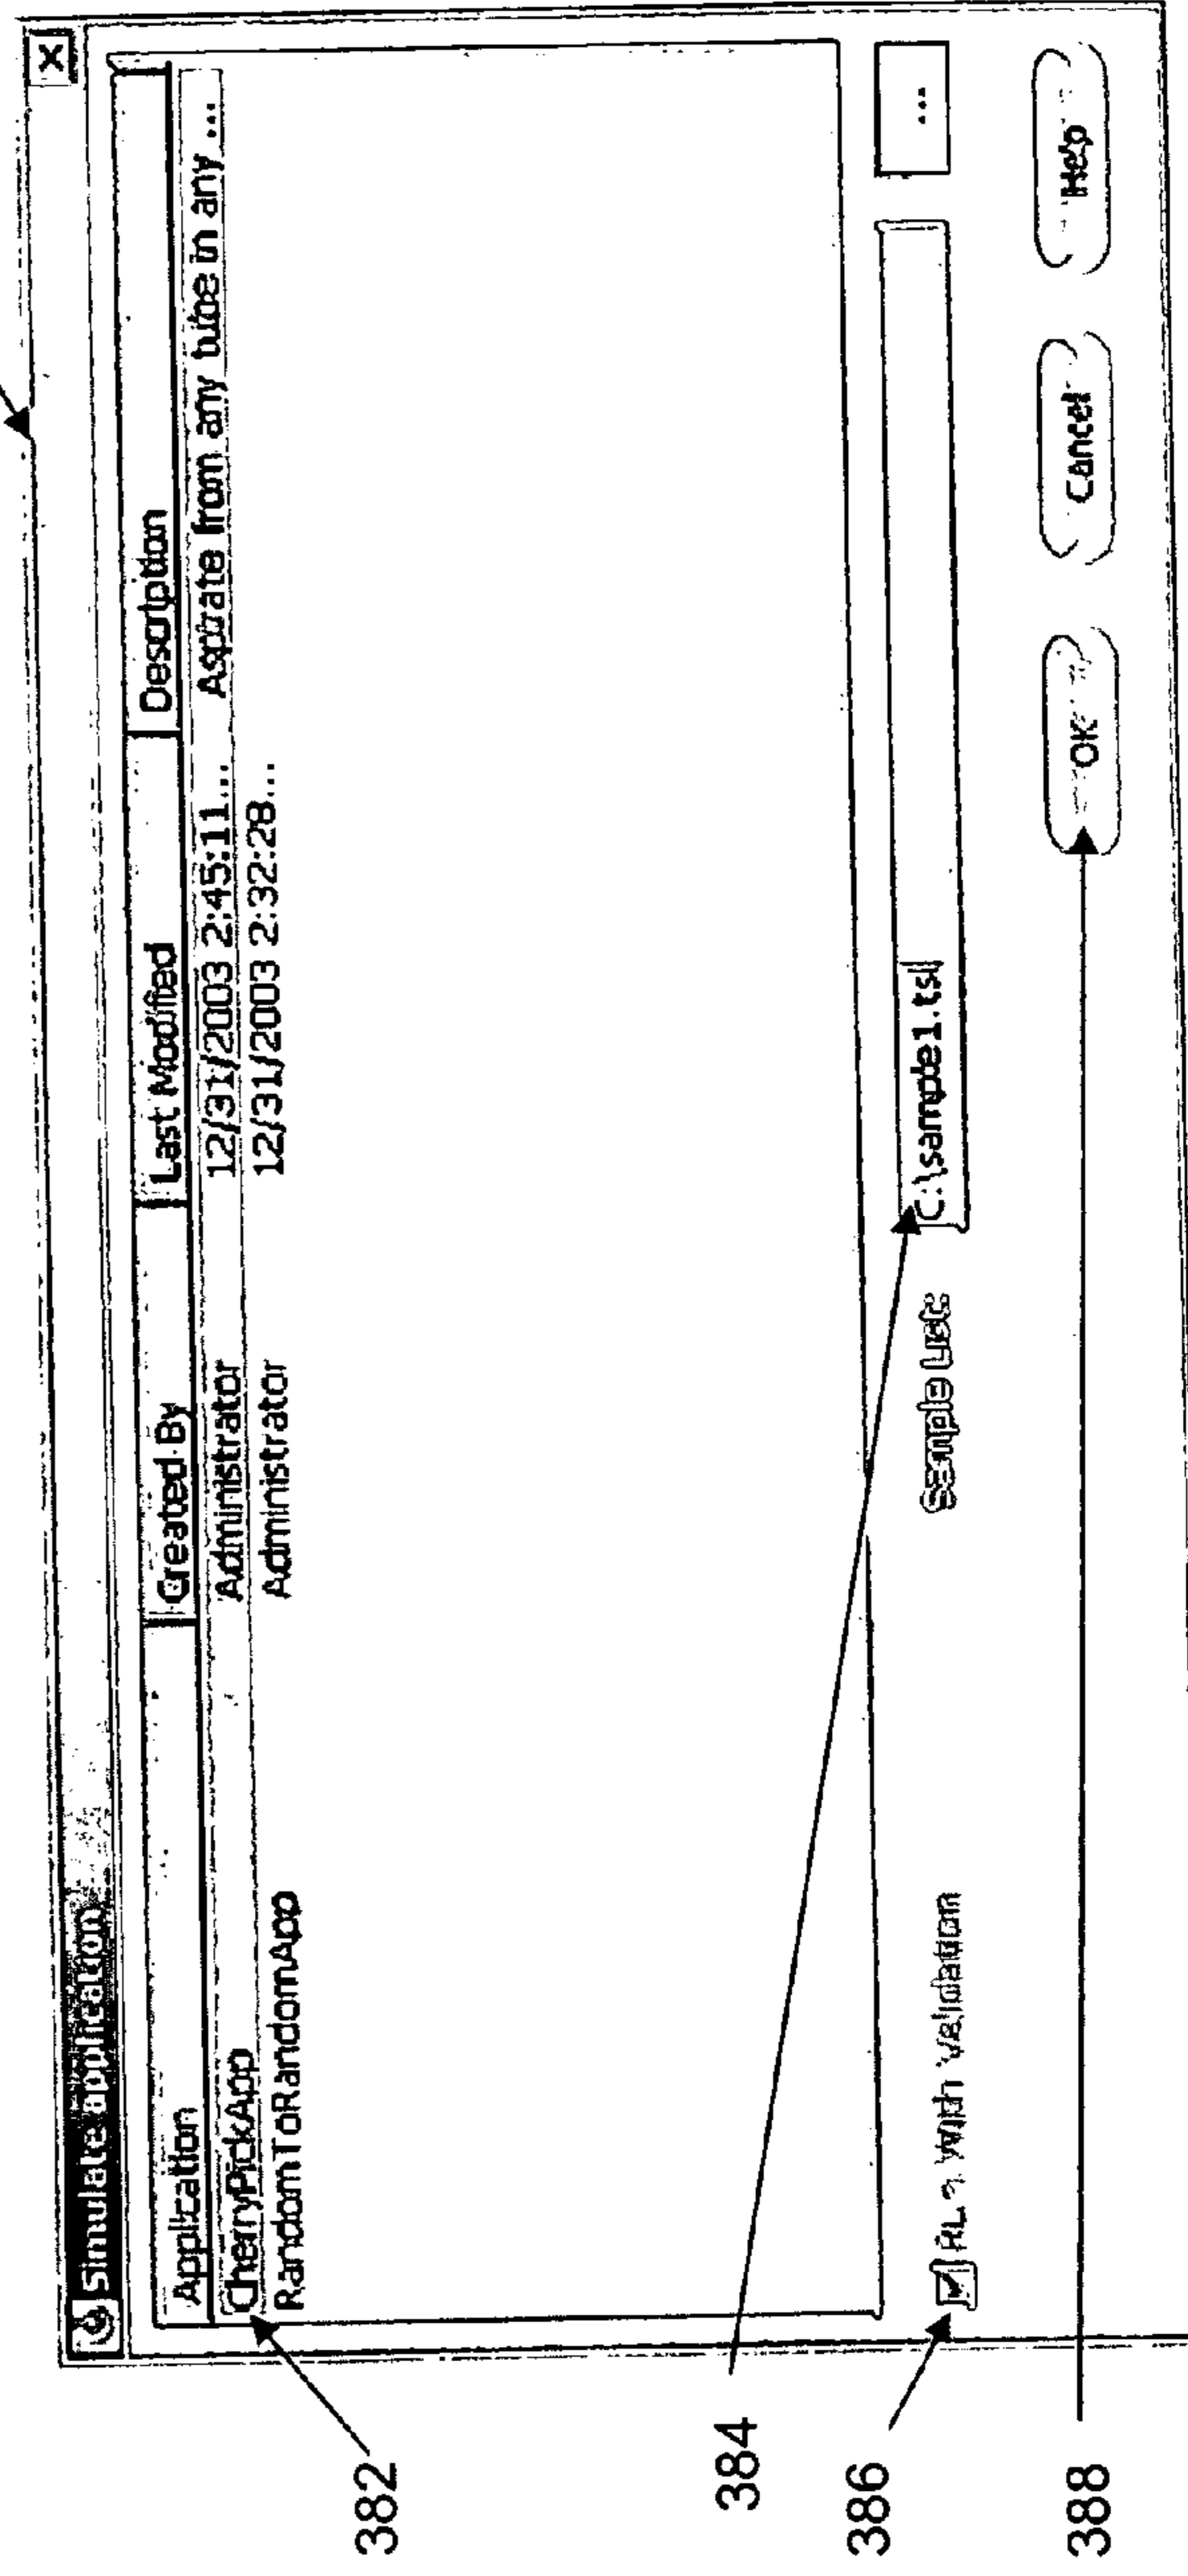 Simulate application
Application Created By Last Modified Description
CherryPickApp Administrator 12/31/2003 2:45:11... Aspirate from any tube in any ...
RandomToRandomApp Administrator 12/31/2003 2:32:28...
With validation Sample List: C:\sample1.tsl ...
OK Cancel Help
382
384
386
388